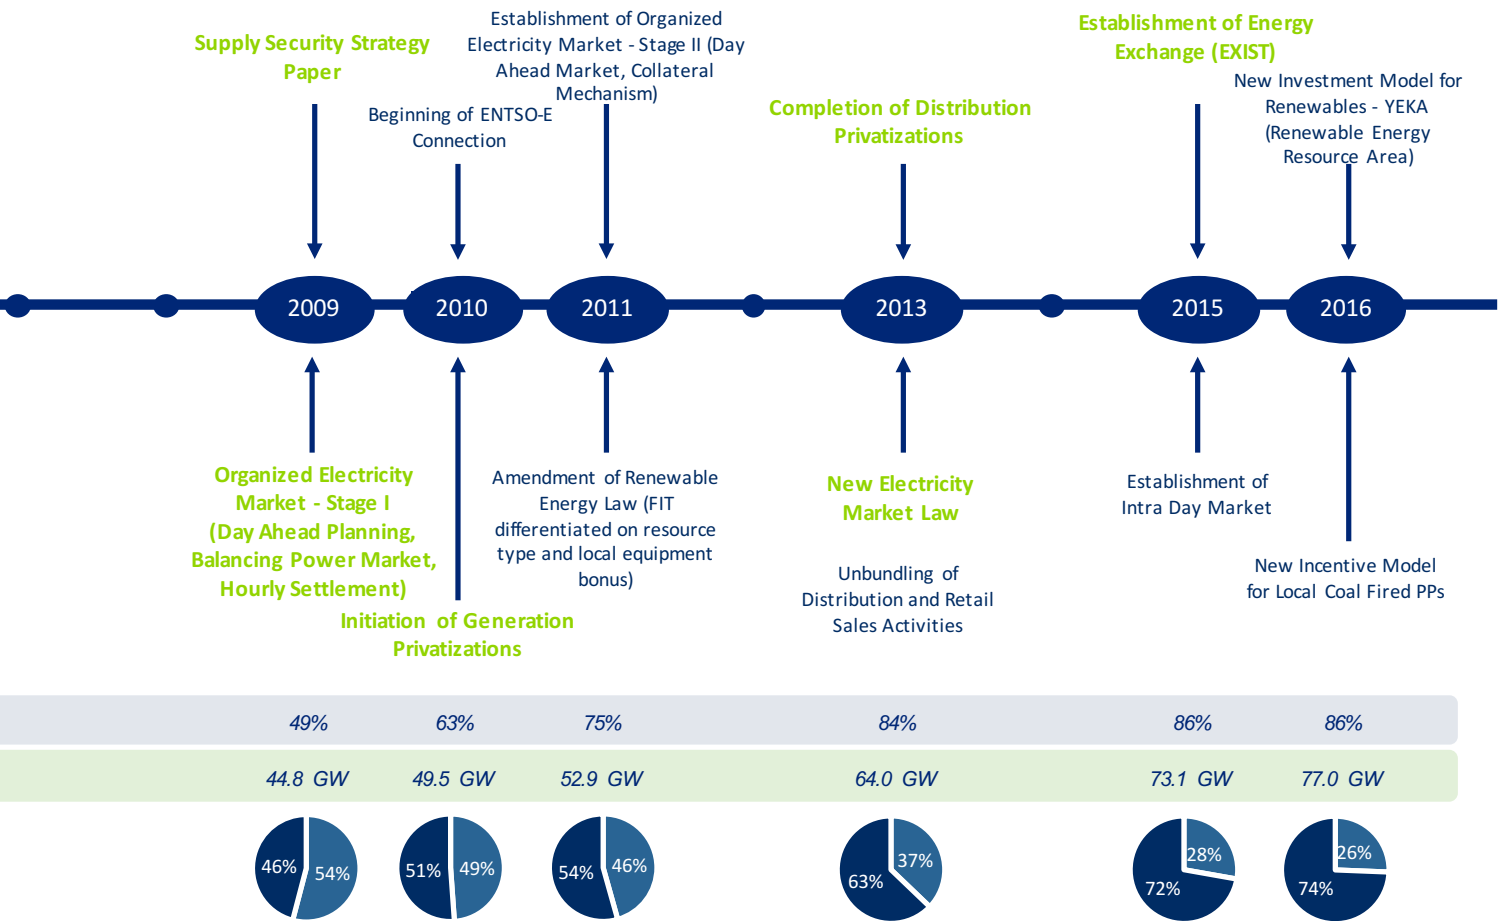 Supply Security Strategy
Paper
Beginning of ENTSO-E
Connection
Establishment of Organized
Electricity Market - Stage II (Day
Ahead Market, Collateral
Mechanism)
Completion of Distribution
Privatizations
Establishment of Energy
Exchange (EXIST)
New Investment Model for
Renewables - YEKA
(Renewable Energy
Resource Area)
2009
2010
2011
2013
2015
2016
Organized Electricity
Market - Stage I
(Day Ahead Planning,
Balancing Power Market,
Hourly Settlement)
Initiation of Generation
Privatizations
Amendment of Renewable
Energy Law (FIT
differentiated on resource
type and local equipment
bonus)
New Electricity
Market Law
Unbundling of
Distribution and Retail
Sales Activities
Establishment of
Intra Day Market
New Incentive Model
for Local Coal Fired PPs
49%
63%
75%
84%
86%
86%
44.8 GW
49.5 GW
52.9 GW
64.0 GW
73.1 GW
77.0 GW
46%
54%
51%
49%
54%
46%
63%
37%
72%
28%
74%
26%